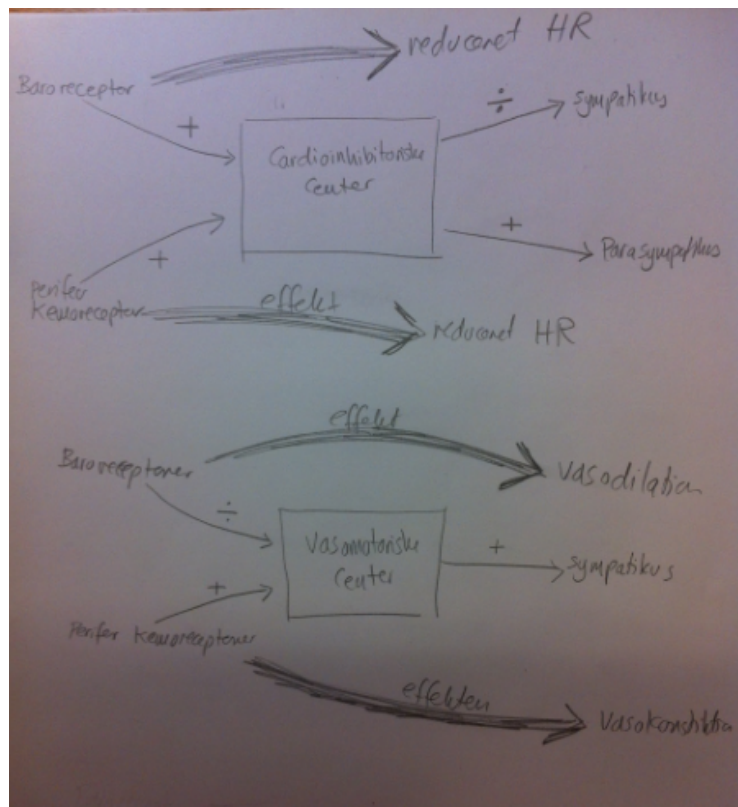 reduceret HR
Baroreceptor
÷
sympatikus
+
Cardioinhibitoriske
Center
+
+
Parasympatikus
Perifer
Kemoreceptor
effekt
reduceret HR
effekt
Baroreceptorer
vasodilation
÷
Vasomotoriske
Center
+
sympatikus
+
Perifer Kemoreceptorer
effekten
Vasokonstriktion